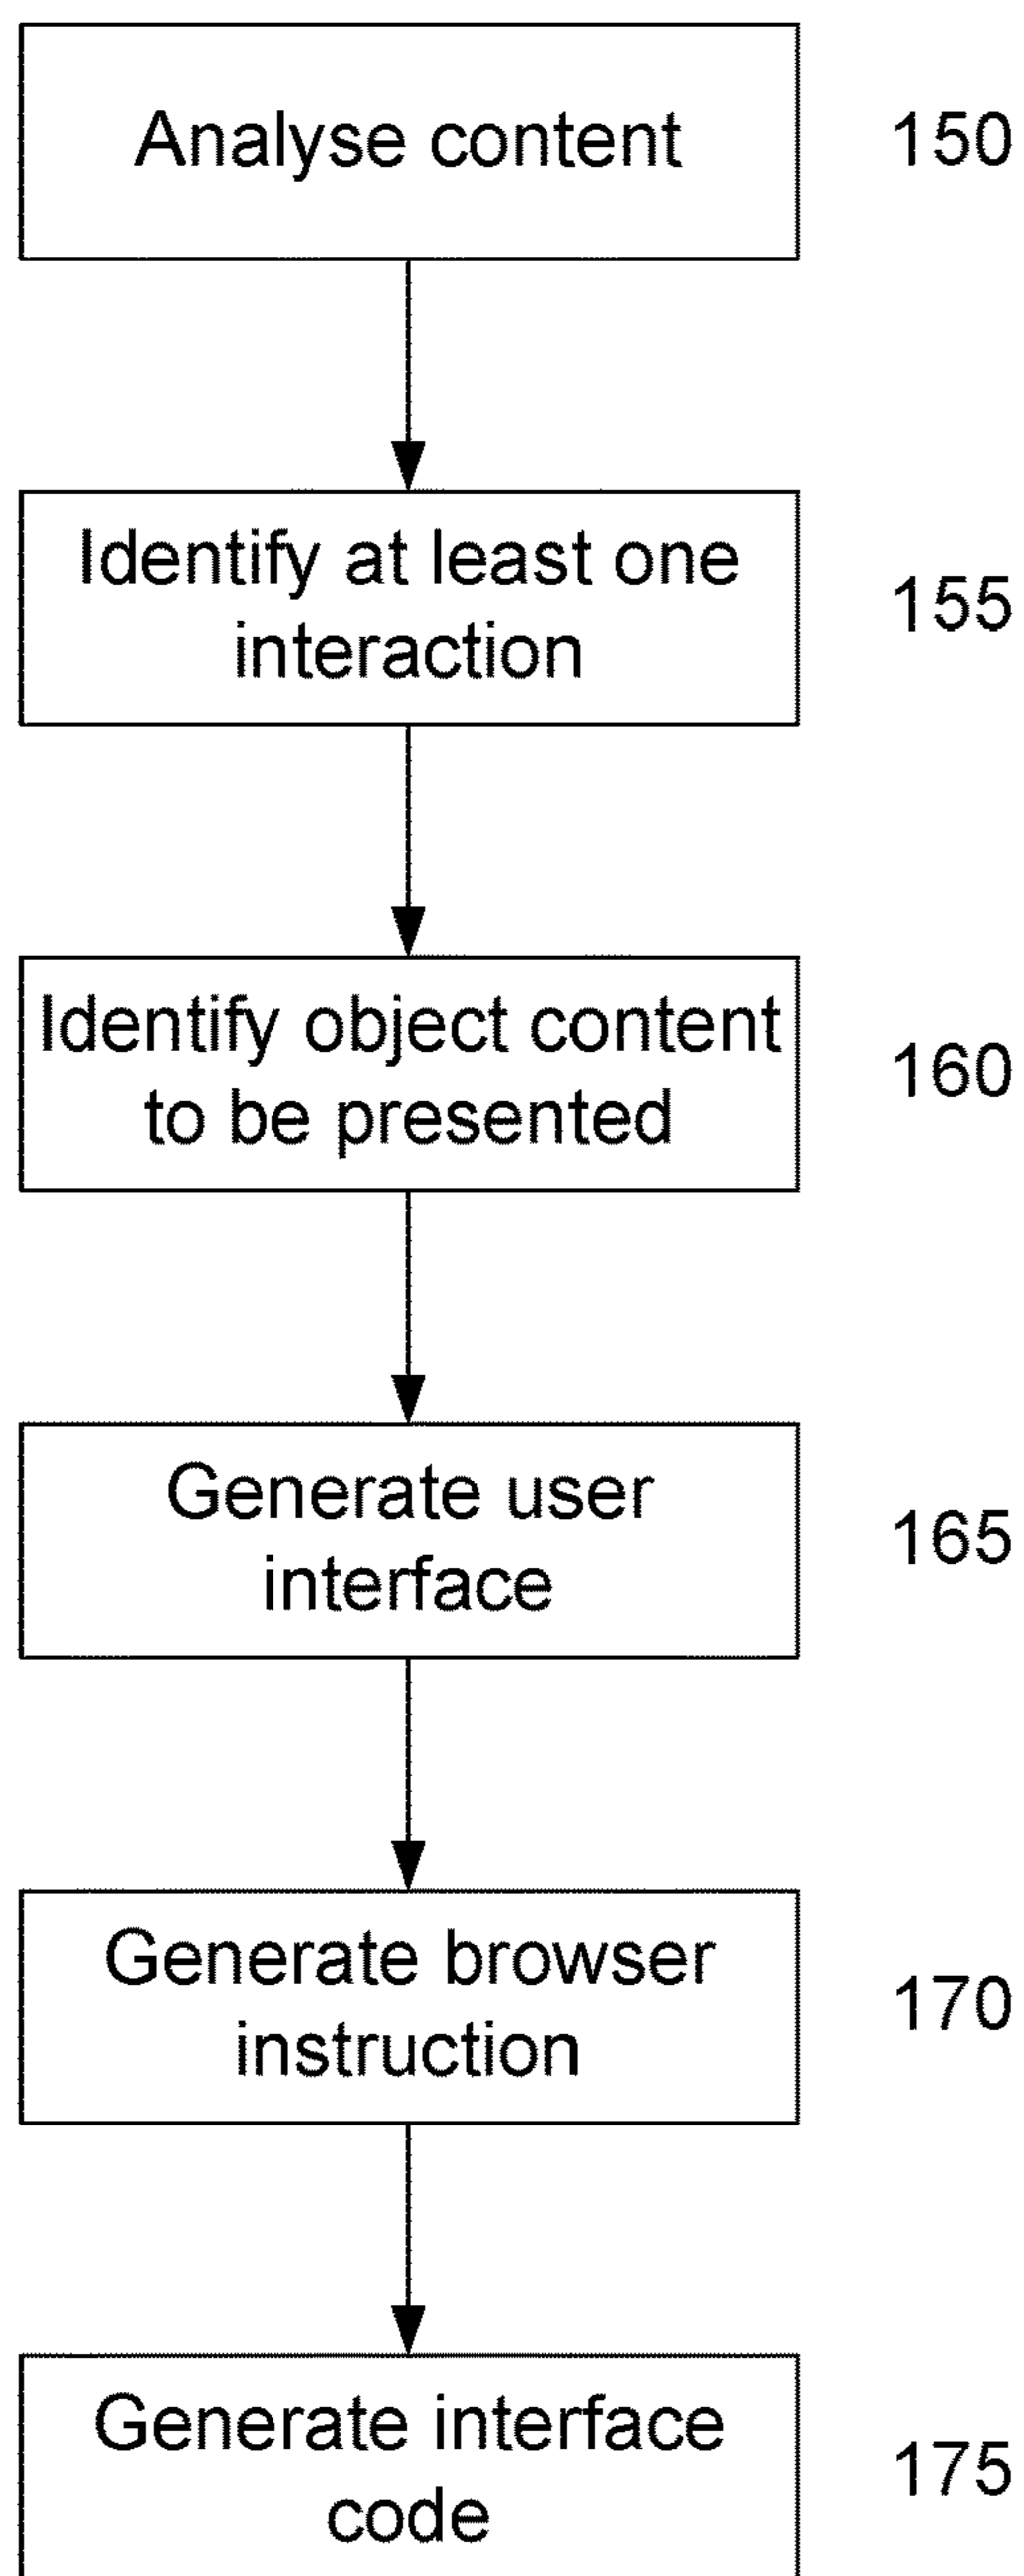 Analyse content
150
Identify at least one
interaction
155
Identify object content
to be presented
160
Generate user
interface
165
Generate browser
instruction
170
Generate interface
code
175